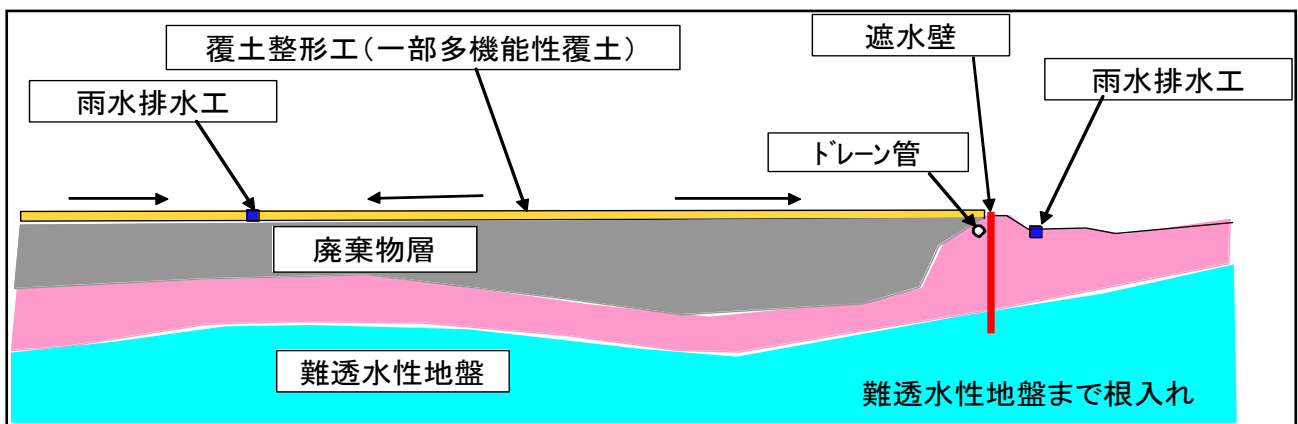 覆土整形工(一部多機能性覆土)
遮水壁
雨水排水工
雨水排水工
ドレーン管
廃棄物層
難透水性地盤
難透水性地盤まで根入れ